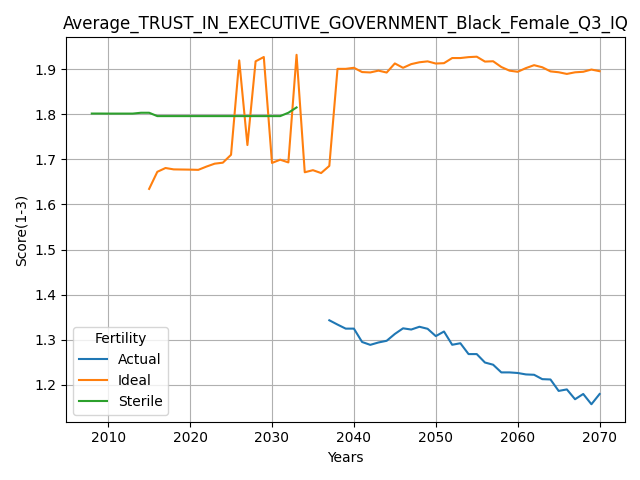 Average_TRUST_IN_EXECUTIVE_GOVERNMENT_Black_Female_Q3_IQ
Score(1-3)
1.9
1.8
1.7
1.6
1.5
1.4
1.3
1.2
Fertility
Actual
Ideal
Sterile
2010
2020
2030
2040
2050
2060
2070
Years